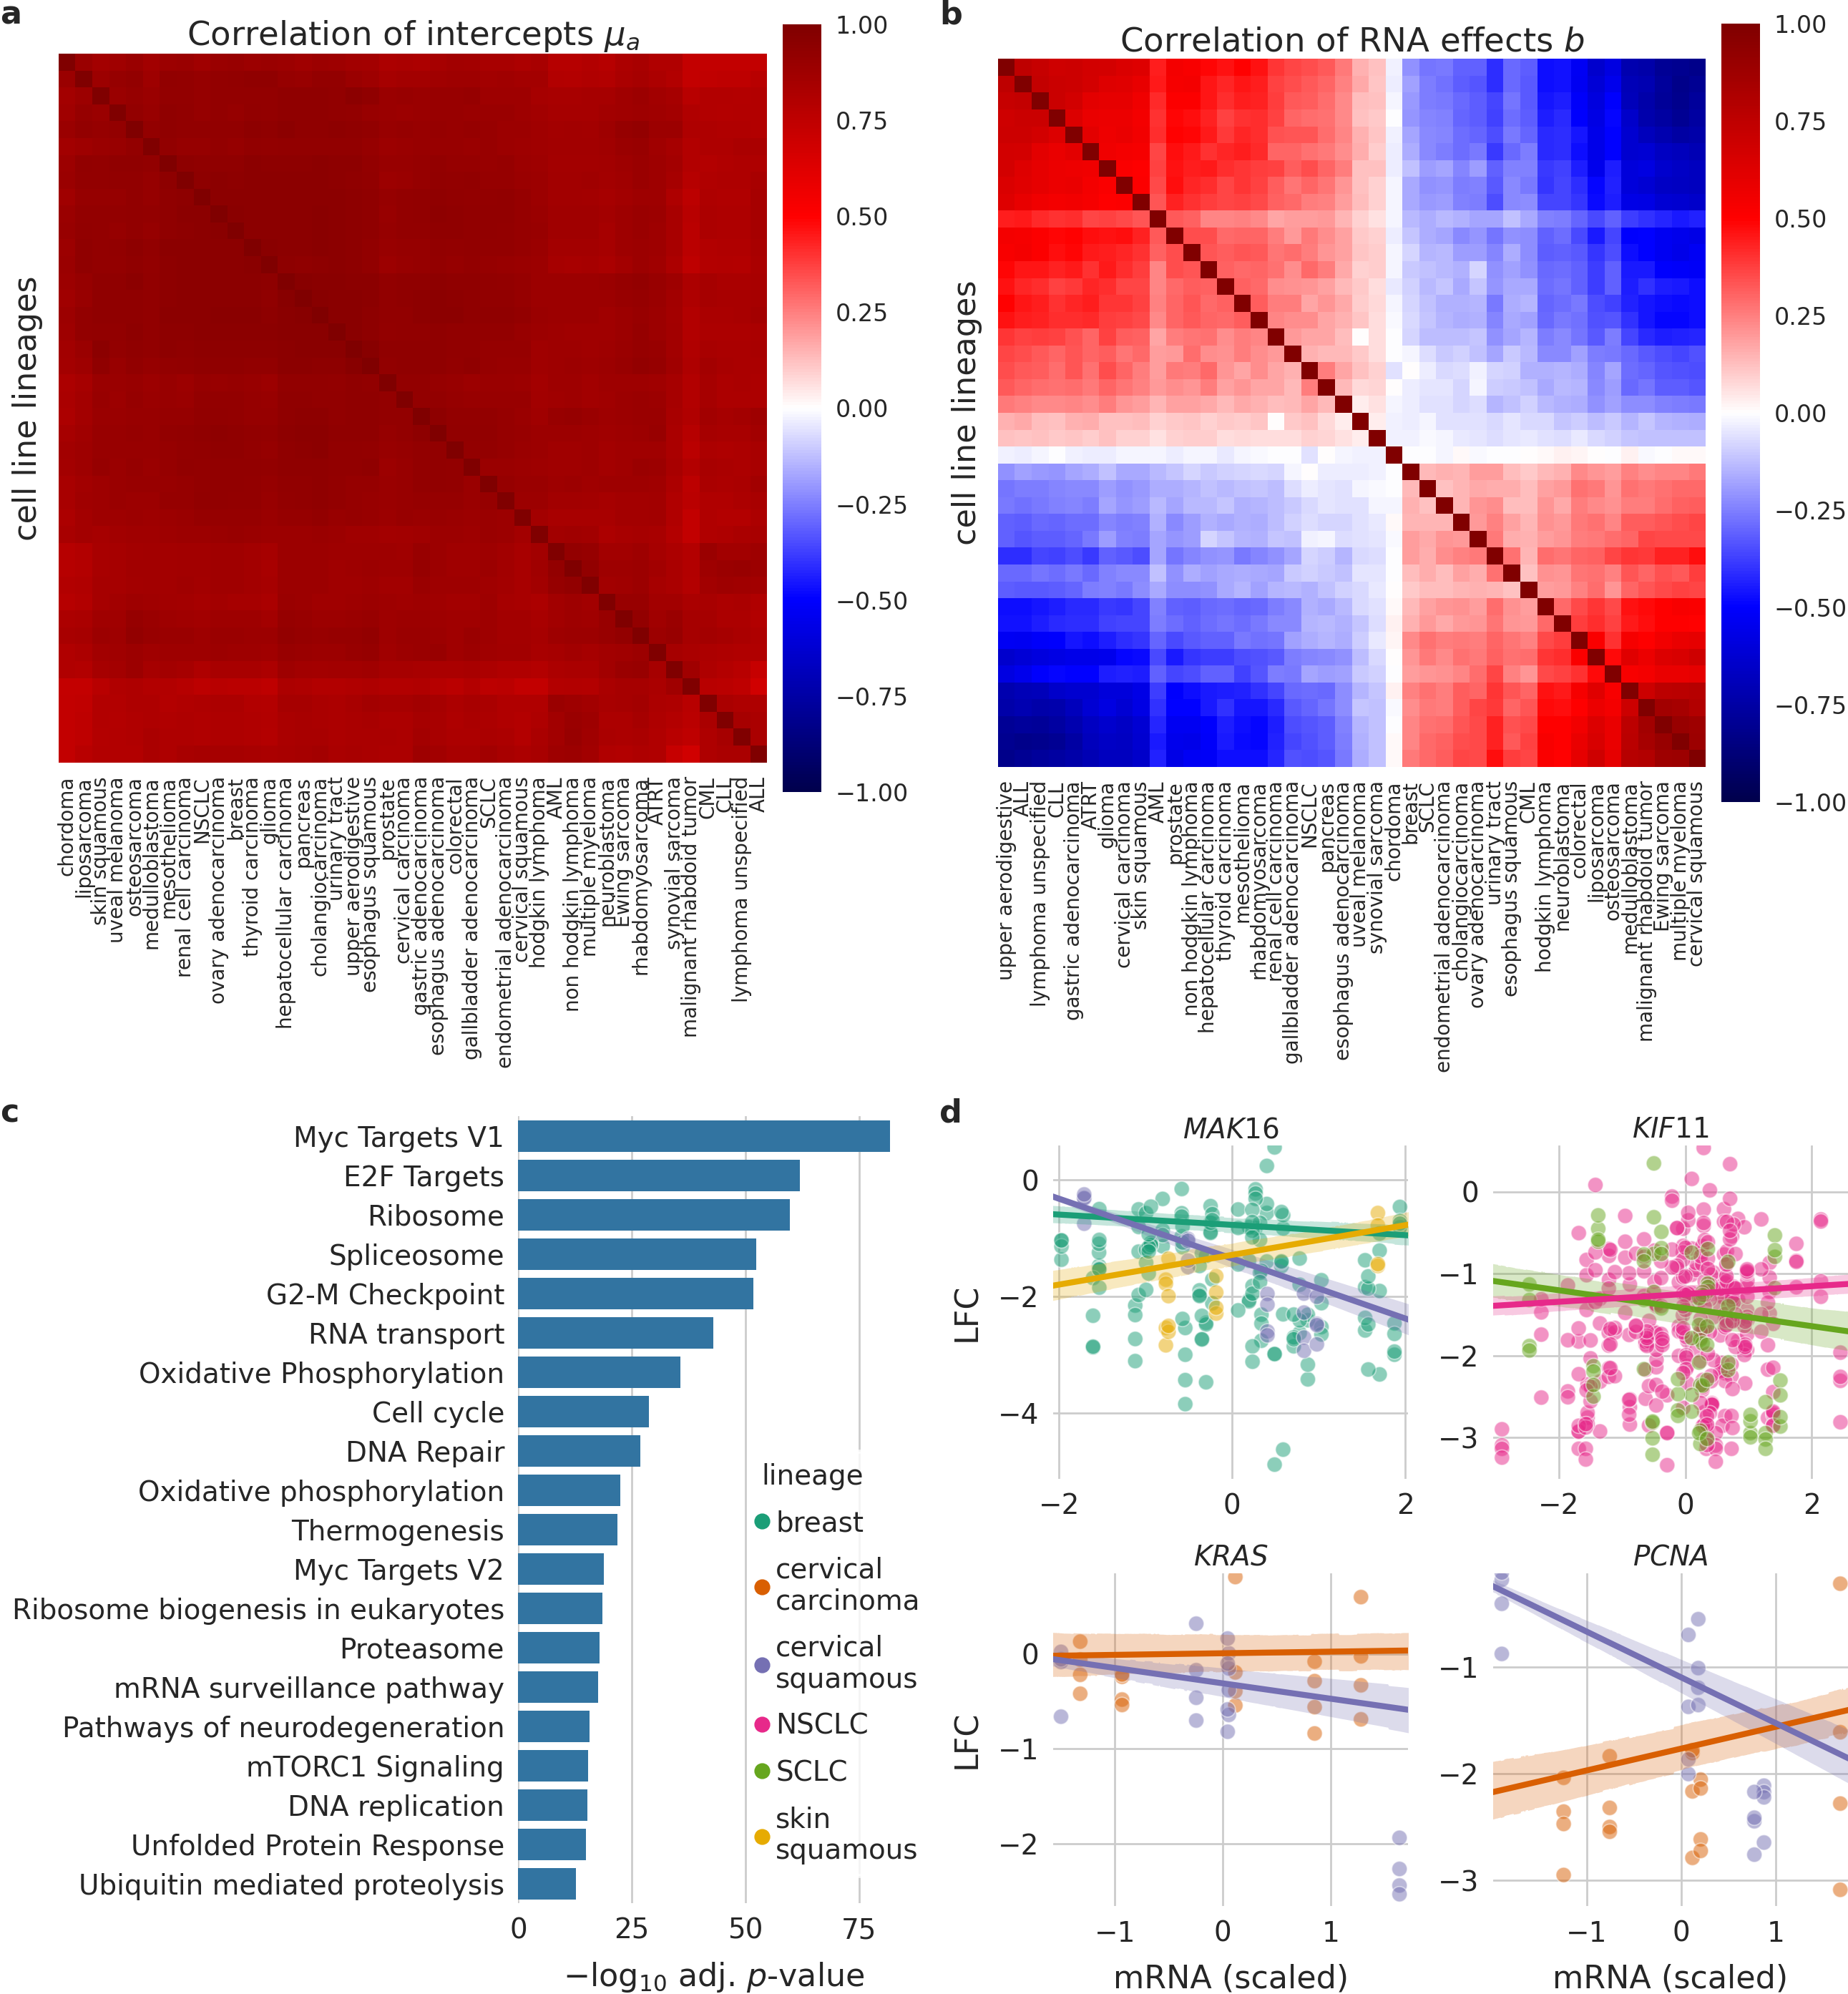 a
Correlation of intercepts μa
cell line lineages
1.00
0.75
0.50
0.25
0.00
−0.25
−0.50
−0.75
−1.00
chordoma
liposarcoma
skin squamous
uveal melanoma
osteosarcoma
medulloblastoma
mesothelioma
renal cell carcinoma
NSCLC
ovary adenocarcinoma
breast
thyroid carcinoma
glioma
hepatocellular carcinoma
pancreas
cholangiocarcinoma
urinary tract
upper aerodigestive
esophagus squamous
prostate
cervical carcinoma
gastric adenocarcinoma
esophagus adenocarcinoma
colorectal
gallbladder adenocarcinoma
SCLC
endometrial adenocarcinoma
cervical squamous
hodgkin lymphoma
AML
non hodgkin lymphoma
multiple myeloma
neuroblastoma
Ewing sarcoma
rhabdomyosarcoma
ATRT
synovial sarcoma
malignant rhabdoid tumor
CML
CLL
lymphoma unspecified
ALL
b
Correlation of RNA effects b
cell line lineages
1.00
0.75
0.50
0.25
0.00
−0.25
−0.50
−0.75
−1.00
upper aerodigestive
ALL
lymphoma unspecified
CLL
gastric adenocarcinoma
ATRT
glioma
cervical carcinoma
skin squamous
AML
prostate
non hodgkin lymphoma
hepatocellular carcinoma
thyroid carcinoma
mesothelioma
rhabdomyosarcoma
renal cell carcinoma
gallbladder adenocarcinoma
NSCLC
pancreas
esophagus adenocarcinoma
uveal melanoma
synovial sarcoma
chordoma
breast
SCLC
endometrial adenocarcinoma
cholangiocarcinoma
ovary adenocarcinoma
urinary tract
esophagus squamous
CML
hodgkin lymphoma
neuroblastoma
colorectal
liposarcoma
osteosarcoma
medulloblastoma
malignant rhabdoid tumor
Ewing sarcoma
multiple myeloma
cervical squamous
c
Myc Targets V1
E2F Targets
Ribosome
Spliceosome
G2-M Checkpoint
RNA transport
Oxidative Phosphorylation
Cell cycle
DNA Repair
Oxidative phosphorylation
Thermogenesis
Myc Targets V2
Ribosome biogenesis in eukaryotes
Proteasome
mRNA surveillance pathway
Pathways of neurodegeneration
mTORC1 Signaling
DNA replication
Unfolded Protein Response
Ubiquitin mediated proteolysis
0 25 50 75
−log10 adj. p-value
lineage
breast
cervical
carcinoma
cervical
squamous
NSCLC
SCLC
skin
squamous
d
MAK16
LFC
0
−2
−4
−2 0 2
KIF11
0
−1
−2
−3
−2 0 2
KRAS
LFC
0
−1
−2
−1 0 1
mRNA (scaled)
PCNA
−1
−2
−3
−1 0 1
mRNA (scaled)